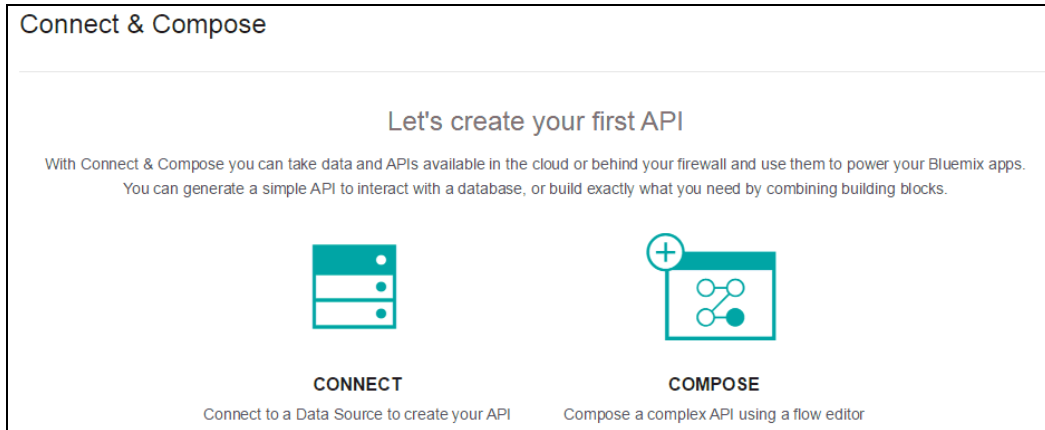 Connect & Compose
Let's create your first API
With Connect & Compose you can take data and APIs available in the cloud or behind your firewall and use them to power your Bluemix apps.
You can generate a simple API to interact with a database, or build exactly what you need by combining building blocks.
CONNECT
COMPOSE
Connect to a Data Source to create your API
Compose a complex API using a flow editor